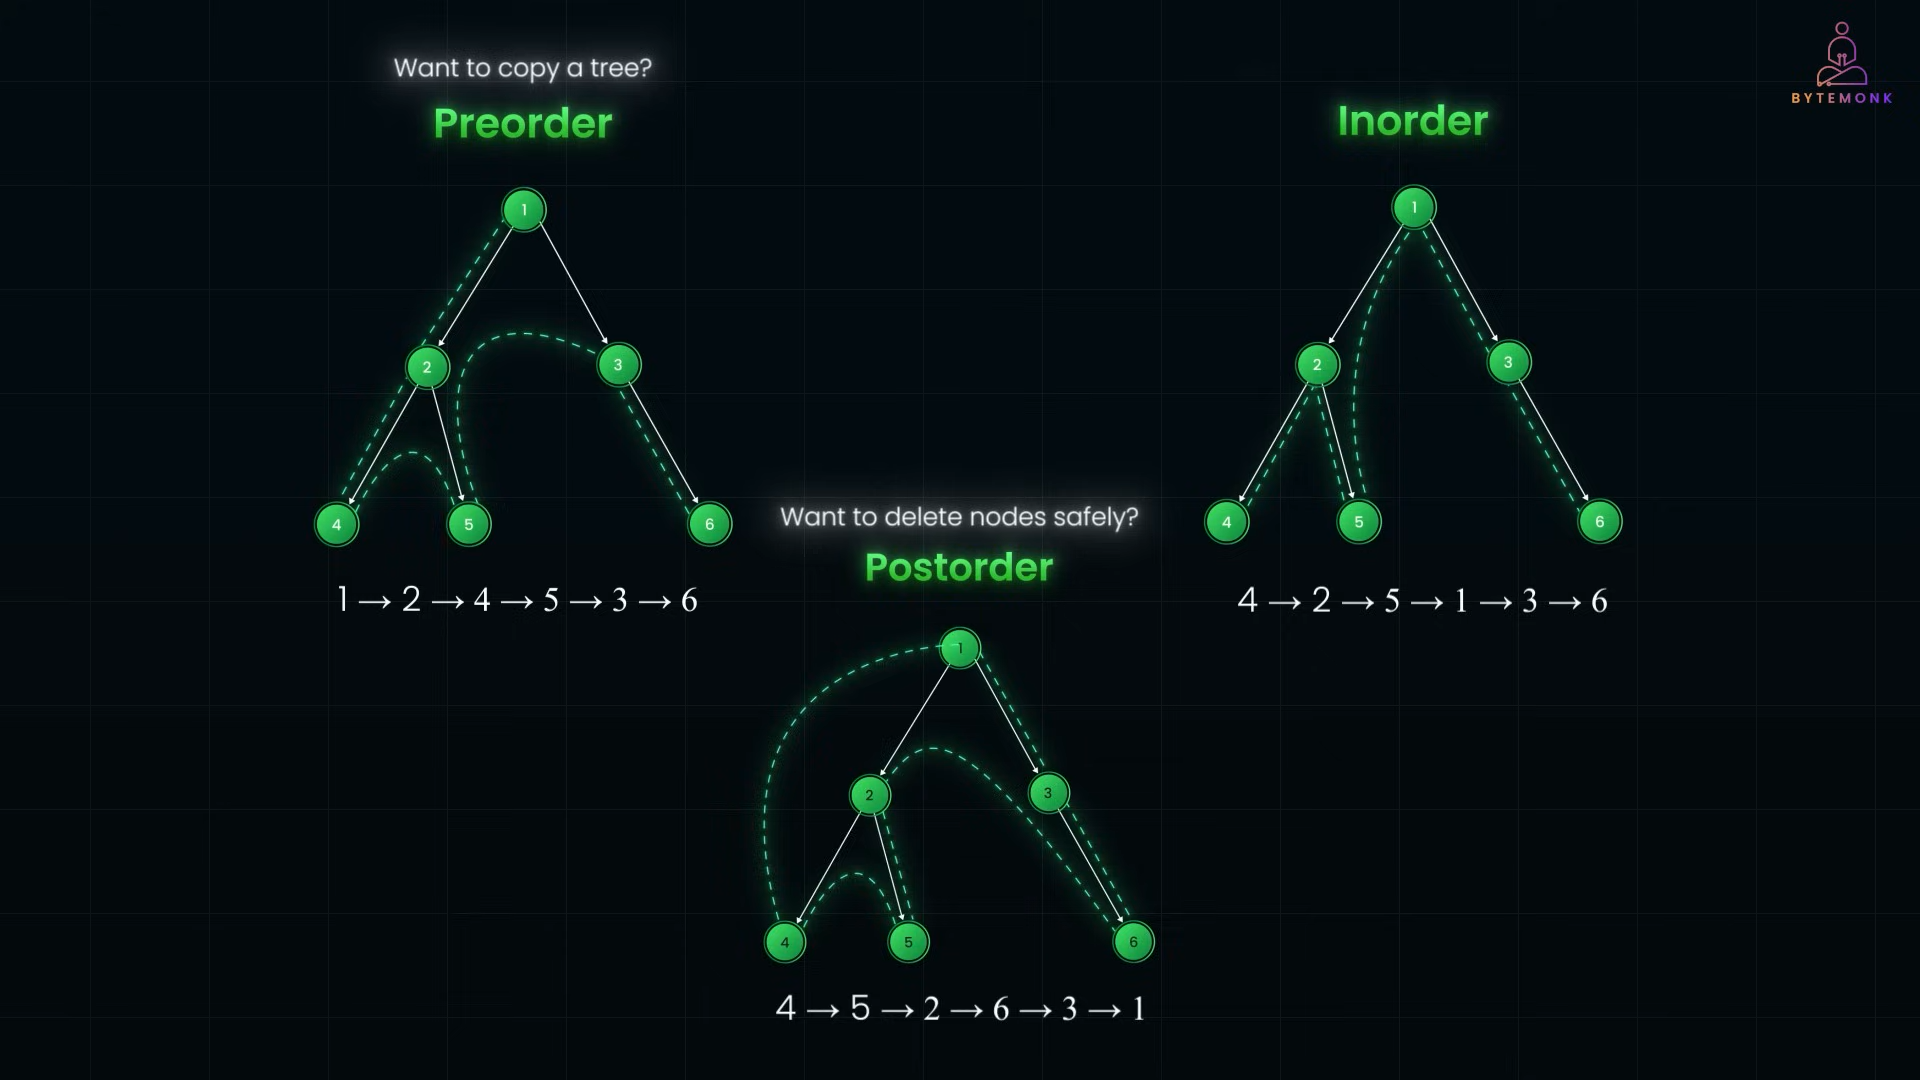 Want to copy a tree?
Preorder
1
2
3
4
5
6
1 → 2 → 4 → 5 → 3 → 6
Inorder
1
2
3
4
5
6
4 → 2 → 5 → 1 → 3 → 6
Want to delete nodes safely?
Postorder
1
2
3
4
5
6
4 → 5 → 2 → 6 → 3 → 1
BYTEMONK